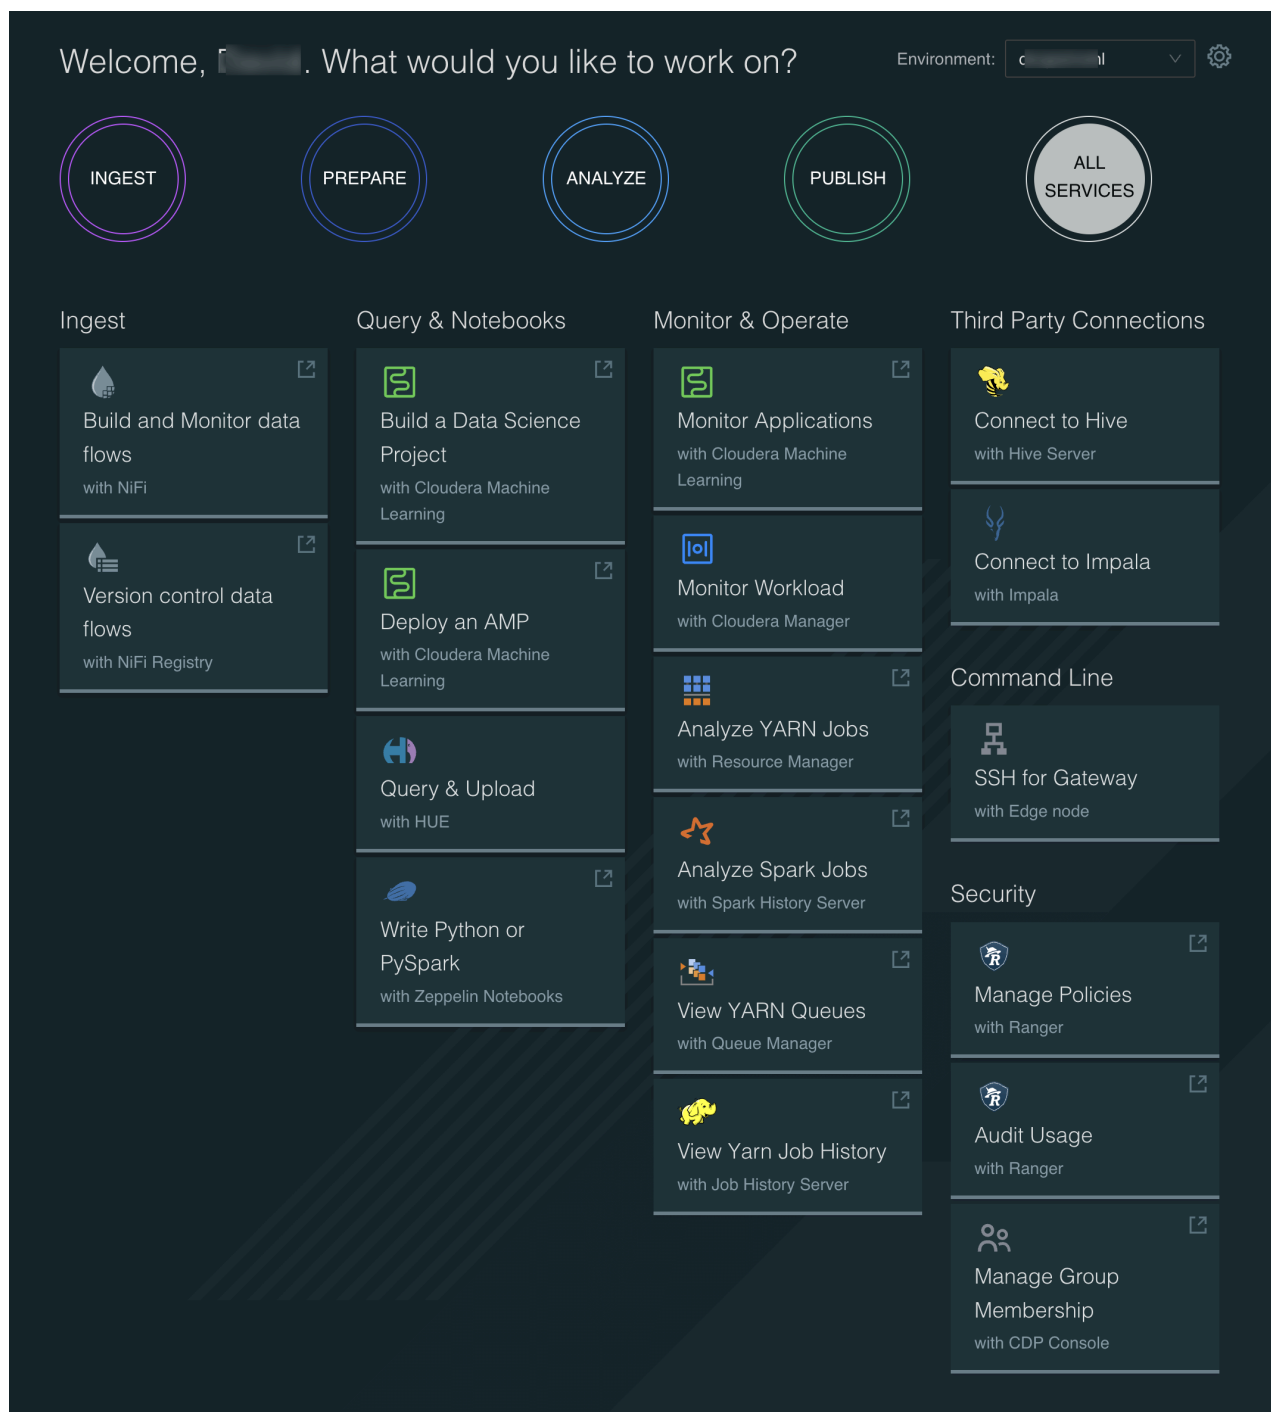 Welcome, . What would you like to work on?
Environment:
INGEST
PREPARE
ANALYZE
PUBLISH
ALL
SERVICES
Ingest
Build and Monitor data
flows
with NiFi
Version control data
flows
with NiFi Registry
Query & Notebooks
Build a Data Science
Project
with Cloudera Machine
Learning
Deploy an AMP
with Cloudera Machine
Learning
Query & Upload
with HUE
Write Python or
PySpark
with Zeppelin Notebooks
Monitor & Operate
Monitor Applications
with Cloudera Machine
Learning
Monitor Workload
with Cloudera Manager
Analyze YARN Jobs
with Resource Manager
Analyze Spark Jobs
with Spark History Server
View YARN Queues
with Queue Manager
View Yarn Job History
with Job History Server
Third Party Connections
Connect to Hive
with Hive Server
Connect to Impala
with Impala
Command Line
SSH for Gateway
with Edge node
Security
R
Manage Policies
with Ranger
R
Audit Usage
with Ranger
Manage Group
Membership
with CDP Console